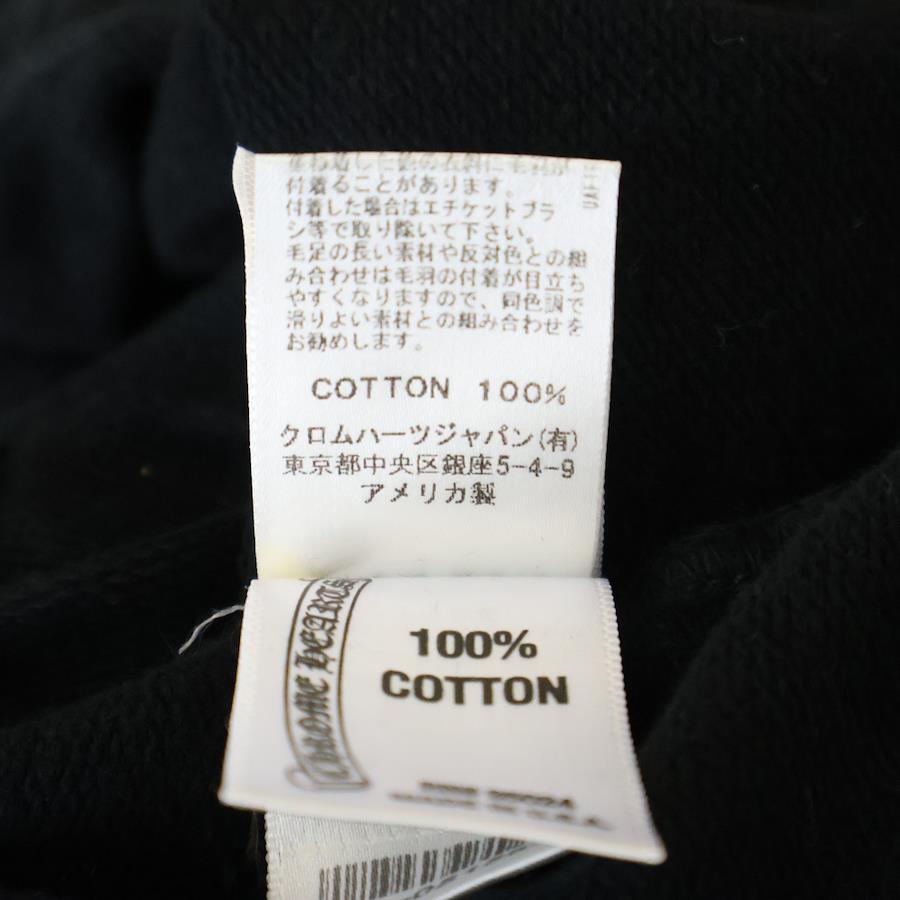 付着ることがあります。
付着した場合はエチケットブラ
シ等で取り除いて下さい。
毛足の長い素材や反対色との組
み合わせは毛羽の付着が目立ち
やすくなりますので、同色調で
滑りよい素材との組み合わせを
お勧めします。
COTTON 100%
クロムハーツジャパン(有)
東京都中央区銀座5-4-9
アメリカ製
CHROME HEARTS
100%
COTTON